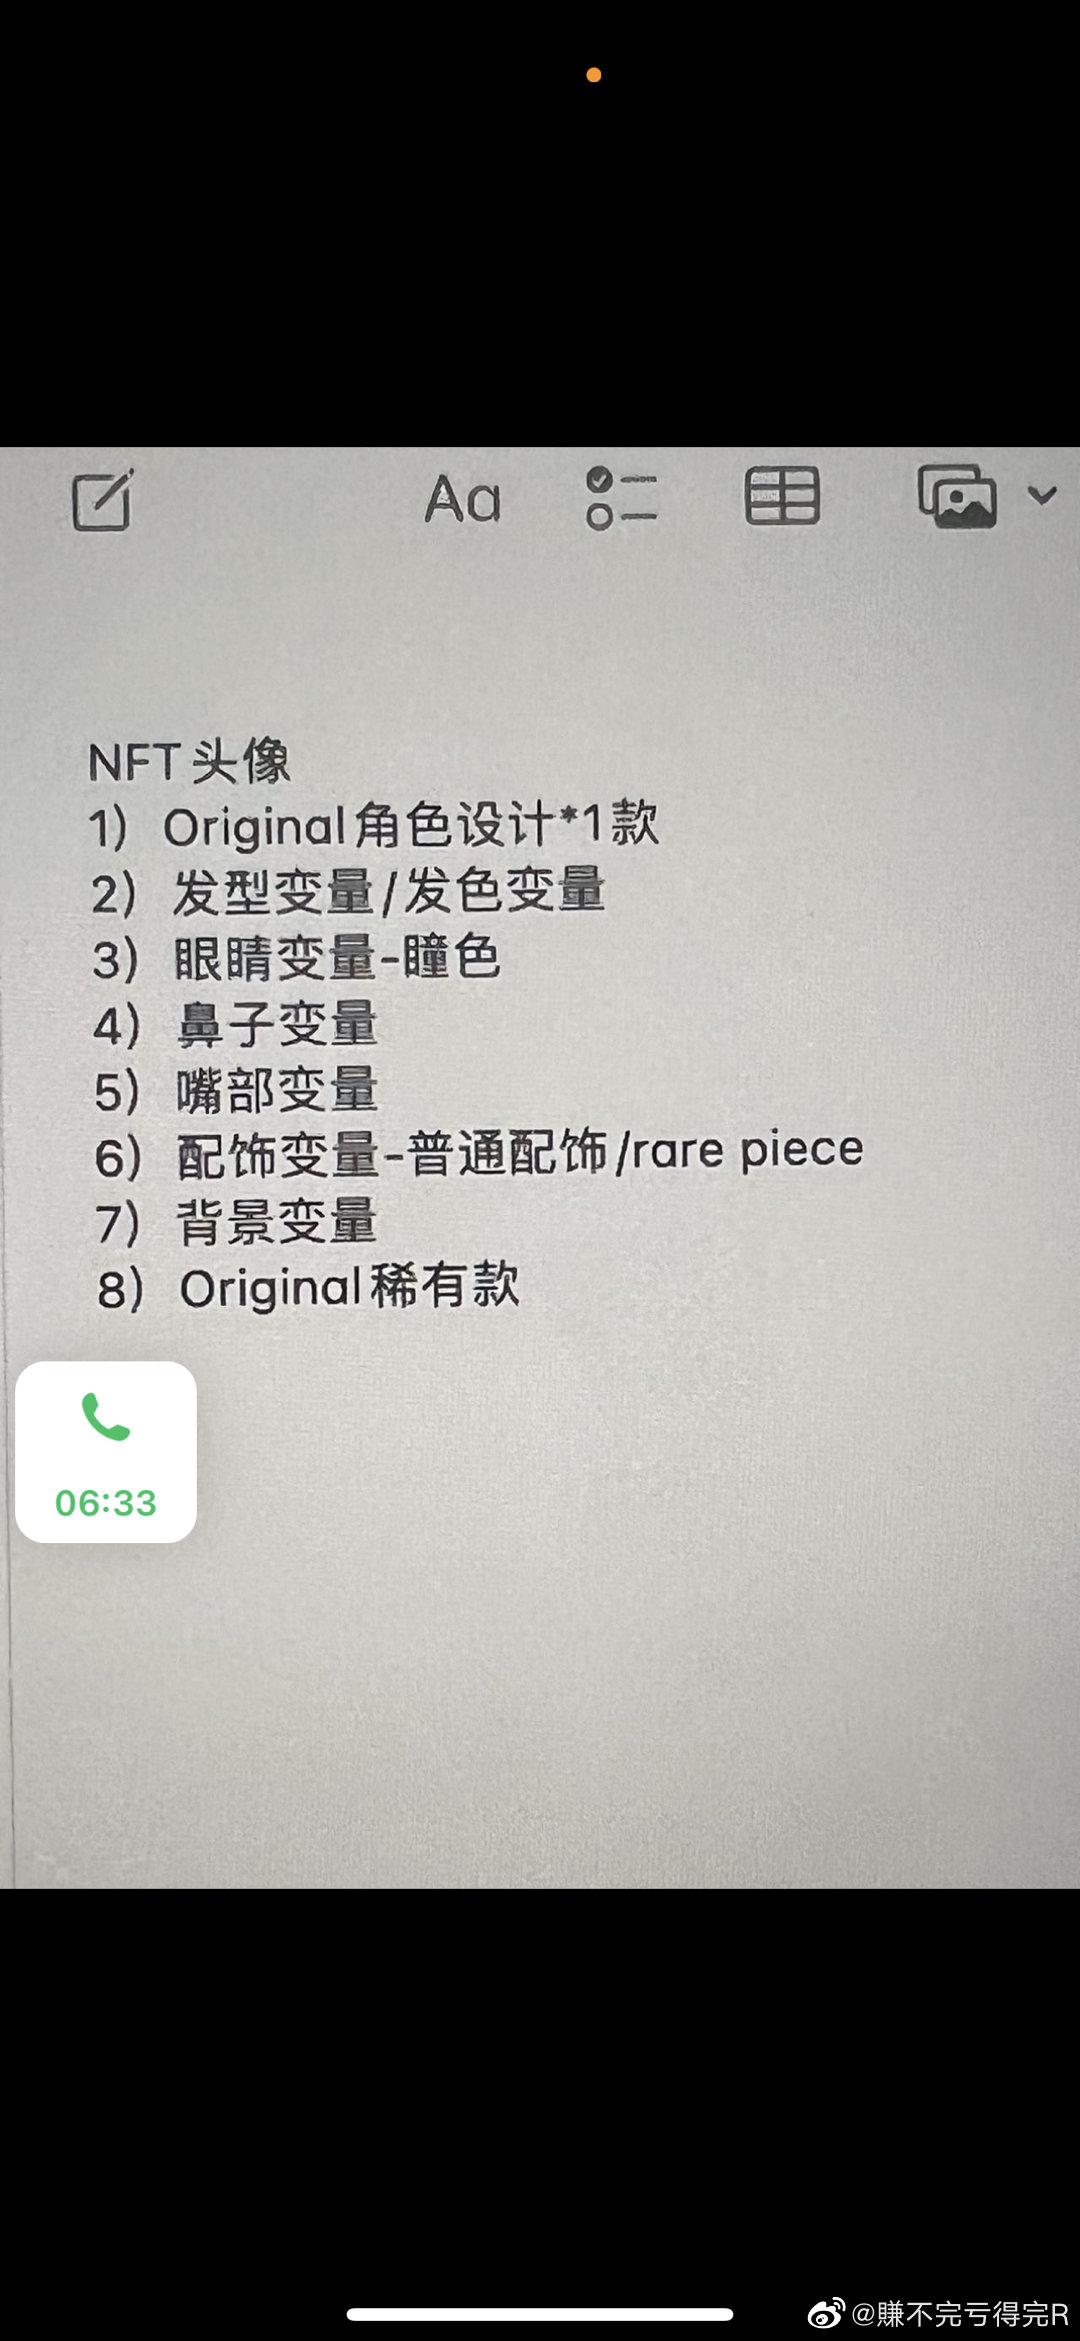 Aa
NFT头像
1) Original角色设计*1款
2) 发型变量/发色变量
3) 眼睛变量-瞳色
4) 鼻子变量
5) 嘴部变量
6) 配饰变量-普通配饰/rare piece
7) 背景变量
8) Original稀有款
06:33
@賺不完亏得完R